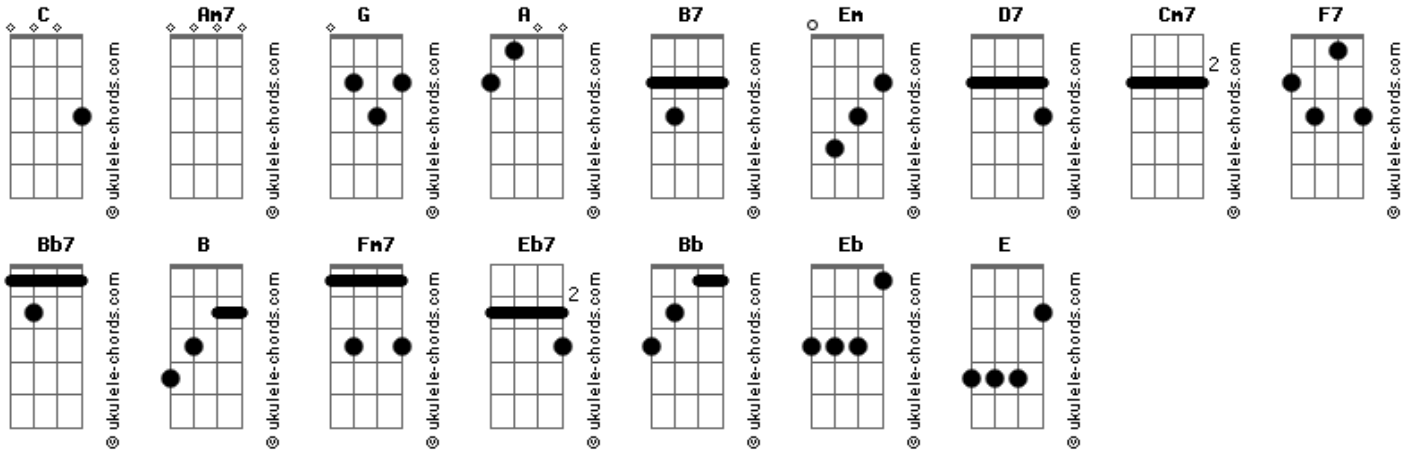 C Am7 G A B7 Em D7 Cm7 F7
2
© ukulele-chords.com © ukulele-chords.com © ukulele-chords.com © ukulele-chords.com © ukulele-chords.com © ukulele-chords.com © ukulele-chords.com © ukulele-chords.com © ukulele-chords.com
Bb7 B Fm7 Eb7 Bb Eb E
2
© ukulele-chords.com © ukulele-chords.com © ukulele-chords.com © ukulele-chords.com © ukulele-chords.com © ukulele-chords.com © ukulele-chords.com